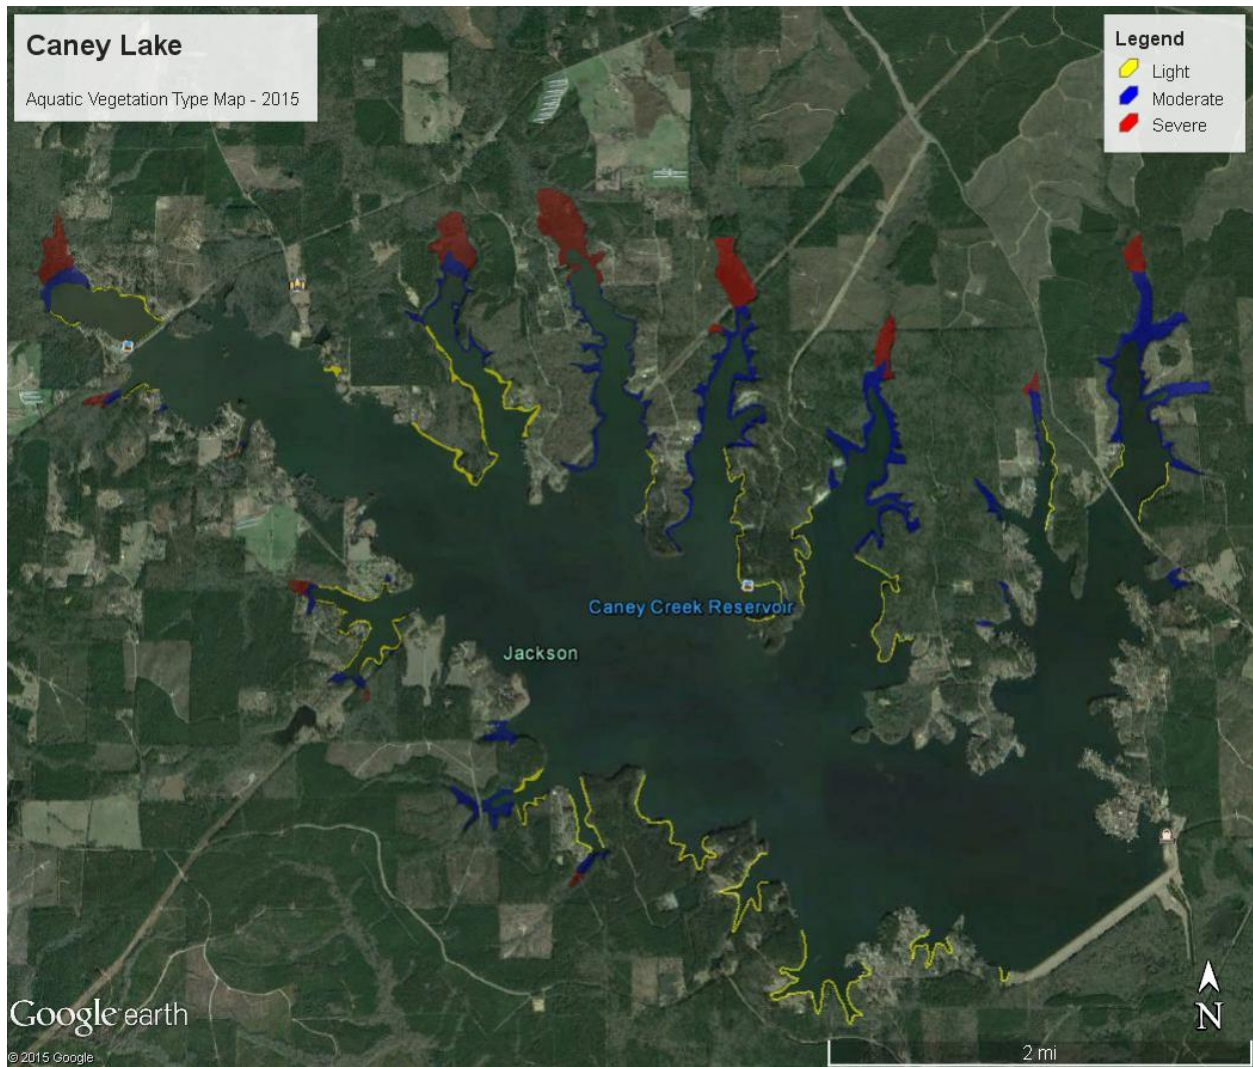 Caney Lake
Aquatic Vegetation Type Map - 2015
Legend
Light
Moderate
Severe
Caney Creek Reservoir
Jackson
Google earth
N
© 2015 Google
2 mi